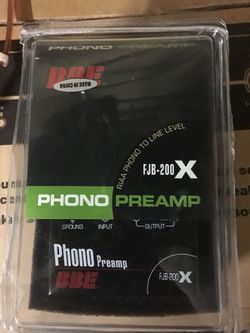 PHONO PREAMP
BBE
MADE IN CHINA
RIAA PHONO TO LINE LEVEL
FJB-200X
PHONO PREAMP
GROUND INPUT OUTPUT
Phono Preamp
BBE
FJB-200X